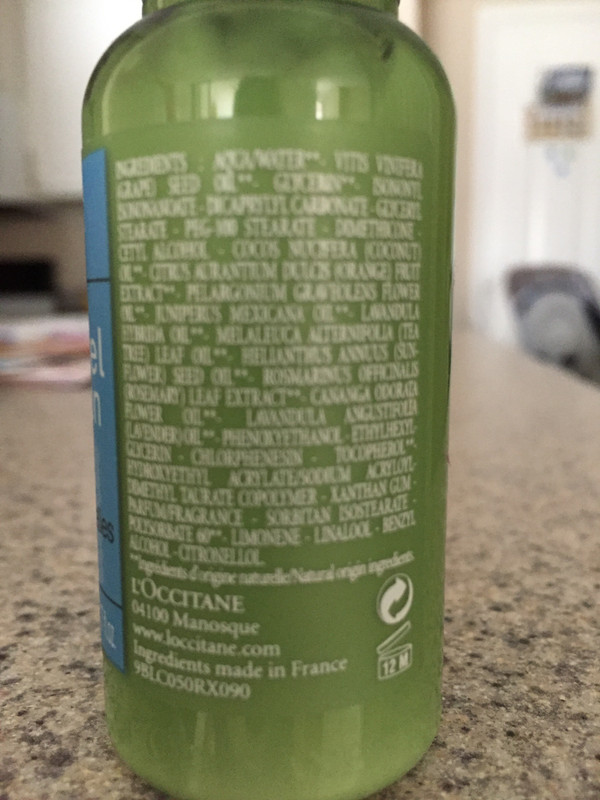 INGREDIENTS - AQUA/WATER** - VITIS VINIFERA
GRAPE) SEED OIL** - GLYCERIN** - ISONONYL
ISONONANOATE - DICAPRYLYL CARBONATE - GLYCERYL
STEARATE - PEG-100 STEARATE - DIMETHICONE -
CETYL ALCOHOL - COCOS NUCIFERA (COCONUT)
OIL** - CITRUS AURANTIUM DULCIS (ORANGE) FRUIT
EXTRACT** - PELARGONIUM GRAVEOLENS FLOWER
OIL** - JUNIPERUS MEXICANA OIL** - LAVANDULA
HYBRIDA OIL** - MELALEUCA ALTERNIFOLIA (TEA
TREE) LEAF OIL** - HELIANTHUS ANNUUS (SUN-
FLOWER) SEED OIL** - ROSMARINUS OFFICINALIS
(ROSEMARY) LEAF EXTRACT** - CANANGA ODORATA
FLOWER OIL** - LAVANDULA ANGUSTIFOLIA
(LAVENDER) OIL** - PHENOXYETHANOL - ETHYLHEXYL-
GLYCERIN - CHLORPHENESIN - TOCOPHEROL** -
HYDROXYETHYL ACRYLATE/SODIUM ACRYLOYL-
DIMETHYL TAURATE COPOLYMER - XANTHAN GUM -
PARFUM/FRAGRANCE - SORBITAN ISOSTEARATE -
POLYSORBATE 60** - LIMONENE - LINALOOL - BENZYL
ALCOHOL - CITRONELLOL.
**Ingrédients d'origine naturelle/Natural origin ingredients.
L'OCCITANE
04100 Manosque
www.loccitane.com
Ingredients made in France
9BLC050RX090
12 M
el
n